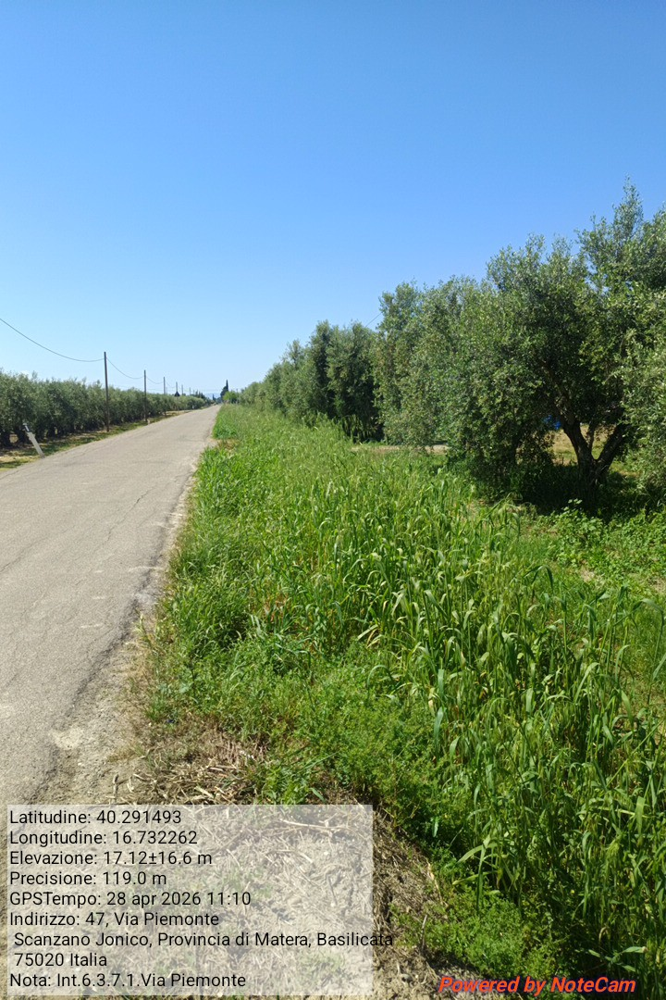 Latitudine: 40.291493
Longitudine: 16.732262
Elevazione: 17.12±16.6 m
Precisione: 119.0 m
GPSTempo: 28 apr 2026 11:10
Indirizzo: 47, Via Piemonte
Scanzano Jonico, Provincia di Matera, Basilicata
75020 Italia
Nota: Int.6.3.7.1.Via Piemonte
Powered by NoteCam